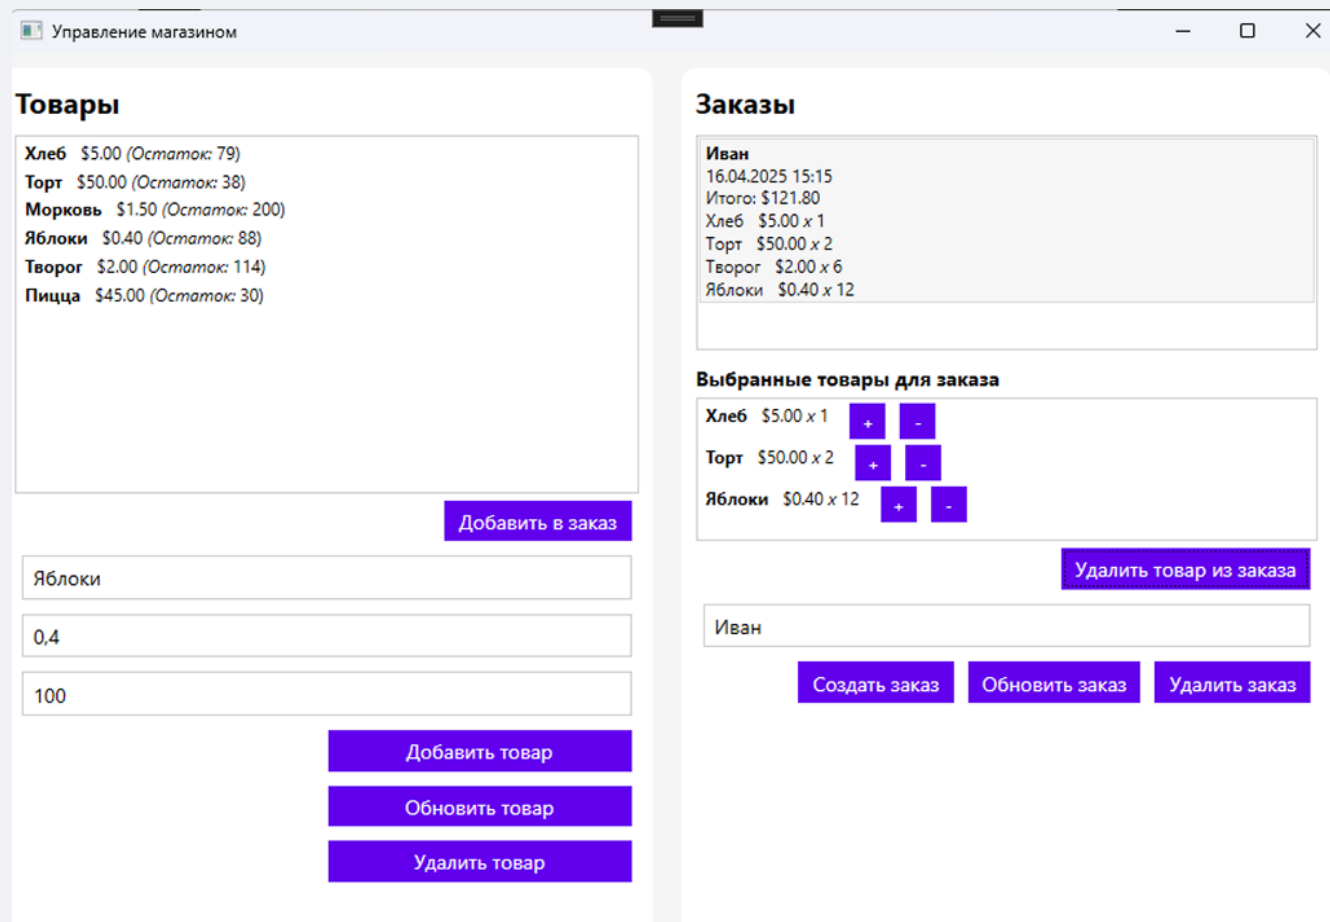 Управление магазином
Товары
Хлеб $5.00 (Остаток: 79)
Торт $50.00 (Остаток: 38)
Морковь $1.50 (Остаток: 200)
Яблоки $0.40 (Остаток: 88)
Творог $2.00 (Остаток: 114)
Пицца $45.00 (Остаток: 30)
Добавить в заказ
Яблоки
0,4
100
Добавить товар
Обновить товар
Удалить товар
Заказы
Иван
16.04.2025 15:15
Итого: $121.80
Хлеб $5.00 x 1
Торт $50.00 x 2
Творог $2.00 x 6
Яблоки $0.40 x 12
Выбранные товары для заказа
Хлеб $5.00 x 1 + -
Торт $50.00 x 2 + -
Яблоки $0.40 x 12 + -
Удалить товар из заказа
Иван
Создать заказ Обновить заказ Удалить заказ